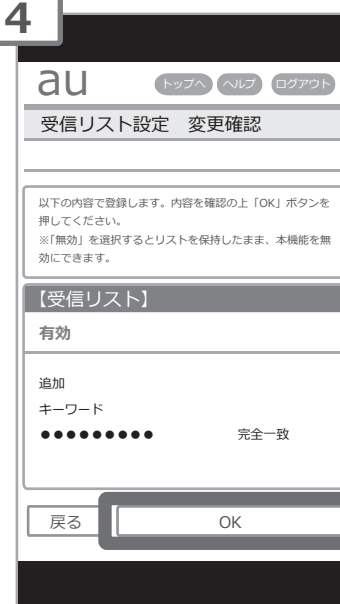 4
au
トップへ ヘルプ ログアウト
受信リスト設定 変更確認
以下の内容で登録します。内容を確認の上「OK」ボタンを
押してください。
※「無効」を選択するとリストを保持したまま、本機能を無
効にできます。
【受信リスト】
有効
追加
キーワード
●●●●●●●●● 完全一致
戻る OK